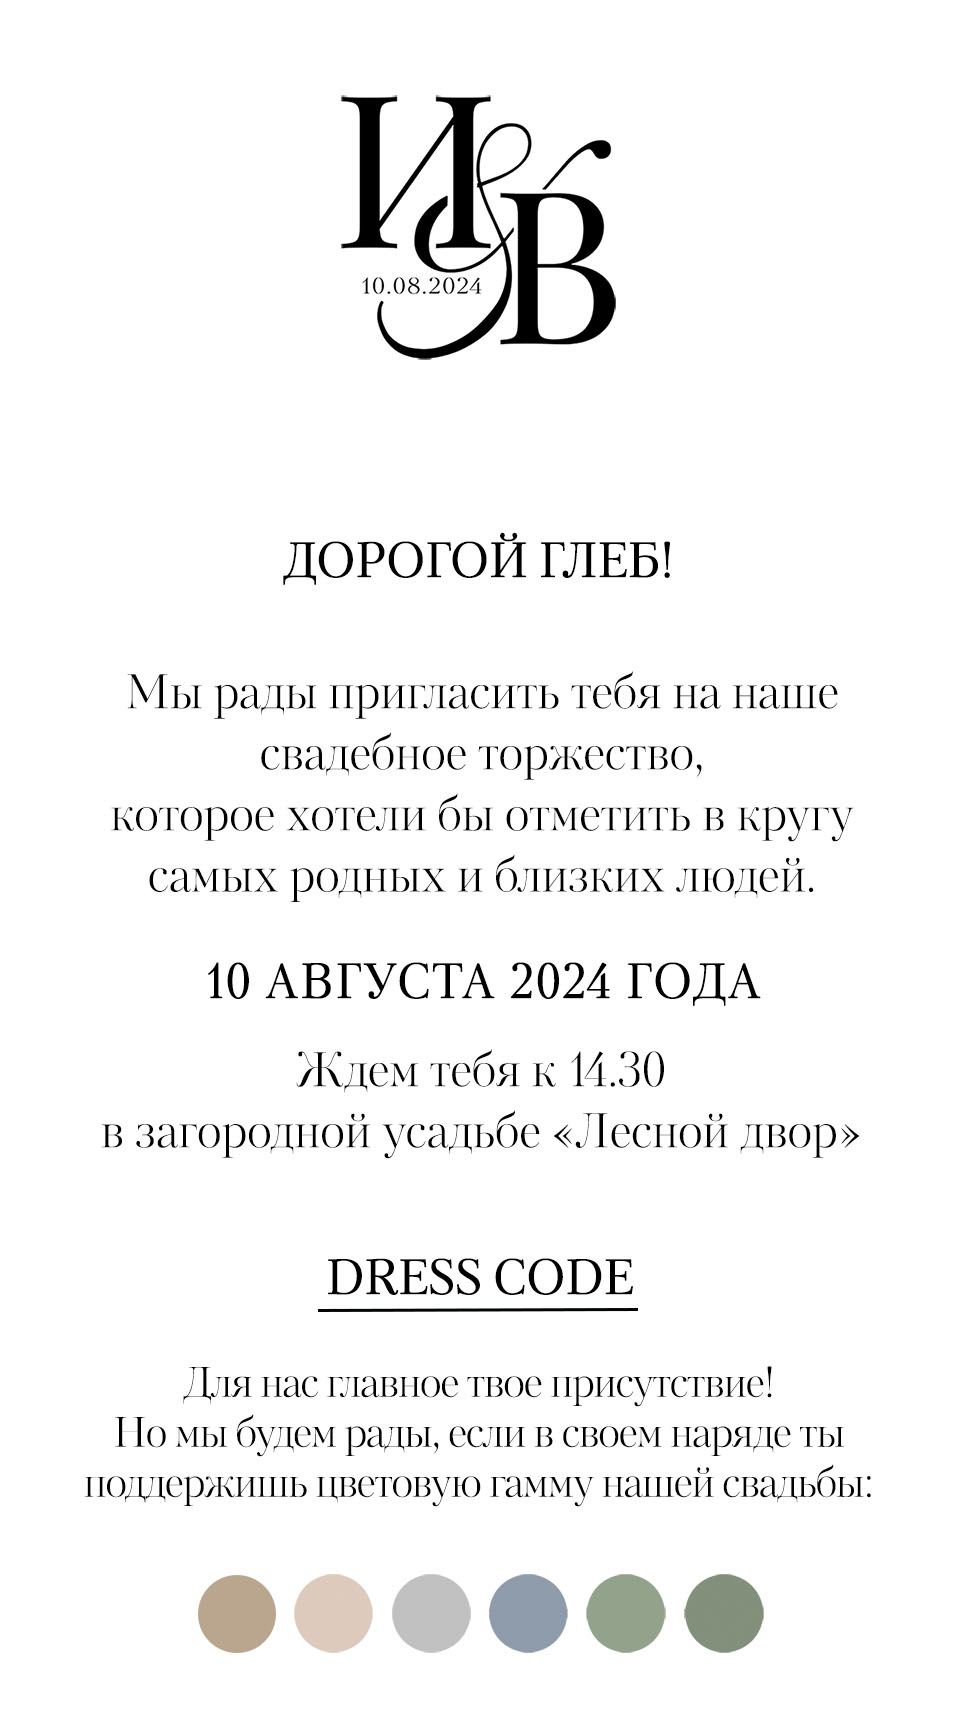 И&В
10.08.2024
ДОРОГОЙ ГЛЕБ!
Мы рады пригласить тебя на наше
свадебное торжество,
которое хотели бы отметить в кругу
самых родных и близких людей.
10 АВГУСТА 2024 ГОДА
Ждем тебя к 14.30
в загородной усадьбе «Лесной двор»
DRESS CODE
Для нас главное твое присутствие!
Но мы будем рады, если в своем наряде ты
поддержишь цветовую гамму нашей свадьбы: